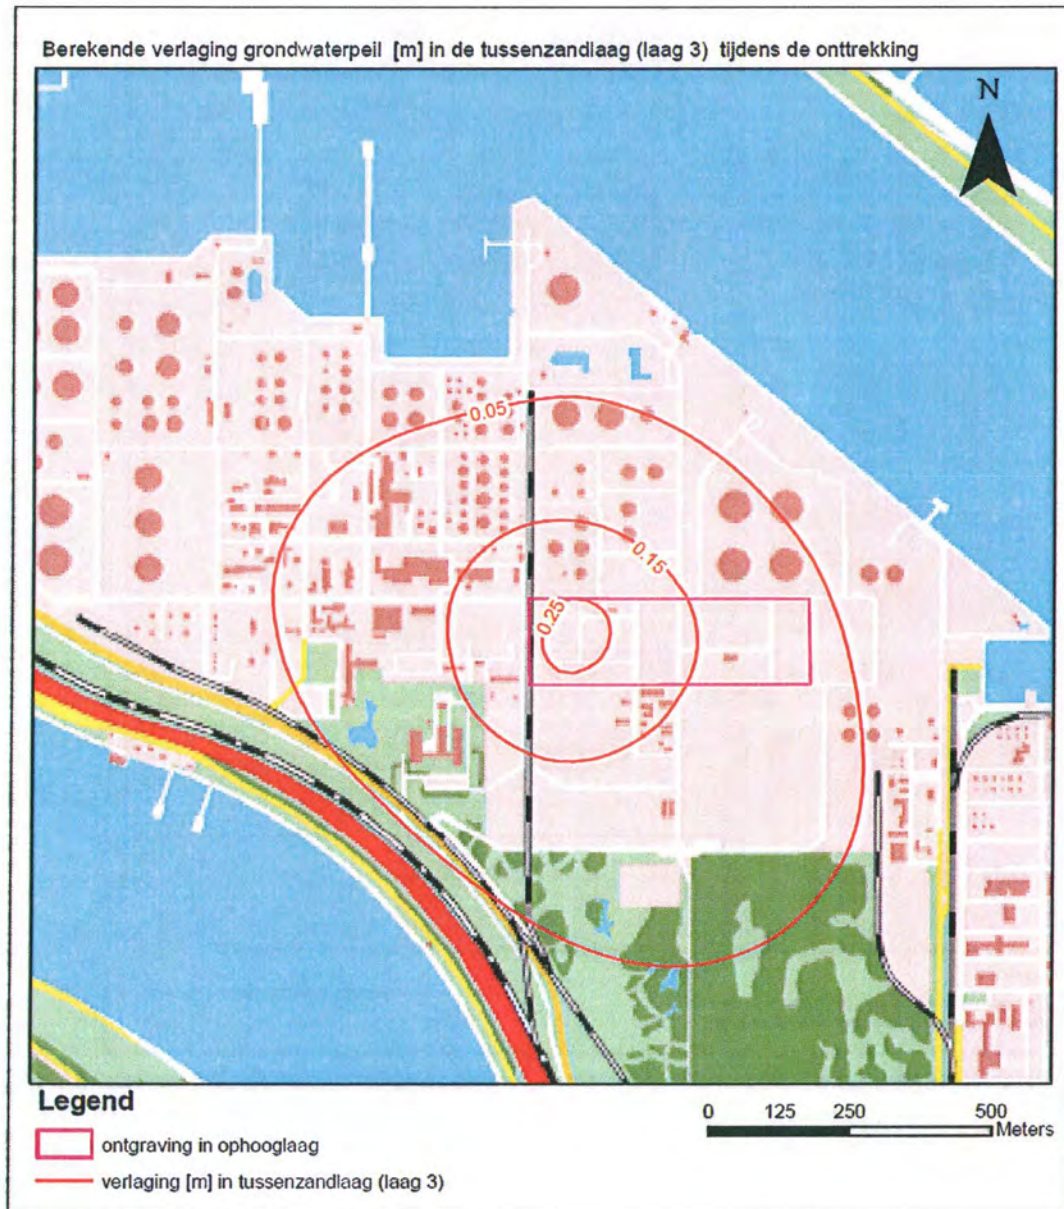 Berekende verlaging grondwaterpeil [m] in de tussenzandlaag (laag 3) tijdens de onttrekking
N
0.05
0.15
0.25
Legend
0 125 250 500
Meters
ontgraving in ophooglaag
verlaging [m] in tussenzandlaag (laag 3)